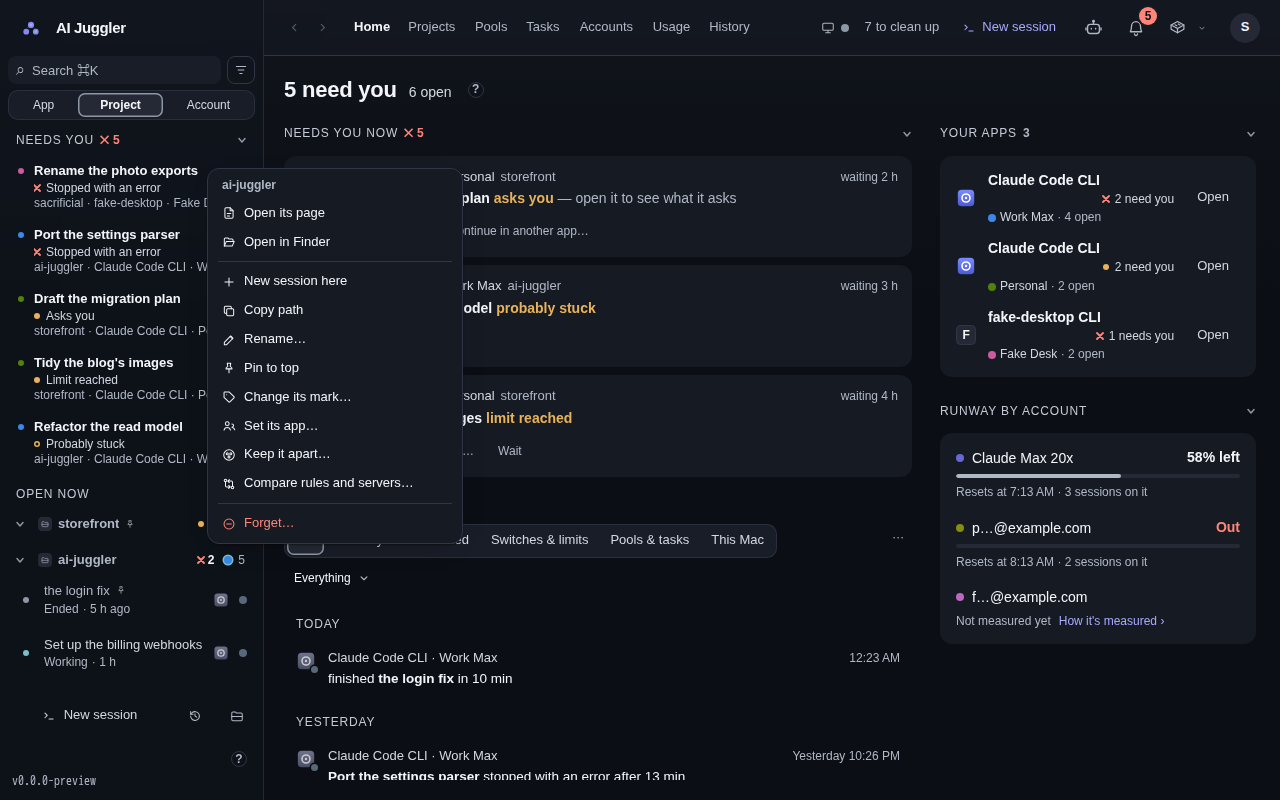 AI Juggler
Home Projects Pools Tasks Accounts Usage History
7 to clean up
New session
5
S
Search ⌘K
App Project Account
NEEDS YOU 5
Rename the photo exports
Stopped with an error
sacrificial · fake-desktop · Fake
Port the settings parser
Stopped with an error
ai-juggler · Claude Code CLI ·
Draft the migration plan
Asks you
storefront · Claude Code CLI ·
Tidy the blog's images
Limit reached
storefront · Claude Code CLI ·
Refactor the read model
Probably stuck
ai-juggler · Claude Code CLI ·
OPEN NOW
storefront
ai-juggler 2 5
the login fix
Ended · 5 h ago
Set up the billing webhooks
Working · 1 h
New session
?
v0.0.0-preview
ai-juggler
Open its page
Open in Finder
New session here
Copy path
Rename…
Pin to top
Change its mark…
Set its app…
Keep it apart…
Compare rules and servers…
Forget…
5 need you 6 open ?
NEEDS YOU NOW 5
storefront waiting 2 h
plan asks you — open it to see what it asks
in another app…
Max ai-juggler waiting 3 h
probably stuck
storefront waiting 4 h
limit reached
… Wait
Switches & limits Pools & tasks This Mac ···
Everything
TODAY
Claude Code CLI · Work Max 12:23 AM
finished the login fix in 10 min
YESTERDAY
Claude Code CLI · Work Max Yesterday 10:26 PM
Port the settings parser stopped with an error after 13 min
YOUR APPS 3
Claude Code CLI
2 need you Open
Work Max · 4 open
Claude Code CLI
2 need you Open
Personal · 2 open
F
fake-desktop CLI
1 needs you Open
Fake Desk · 2 open
RUNWAY BY ACCOUNT
Claude Max 20x 58% left
Resets at 7:13 AM · 3 sessions on it
p…@example.com Out
Resets at 8:13 AM · 2 sessions on it
f…@example.com
Not measured yet How it's measured ›